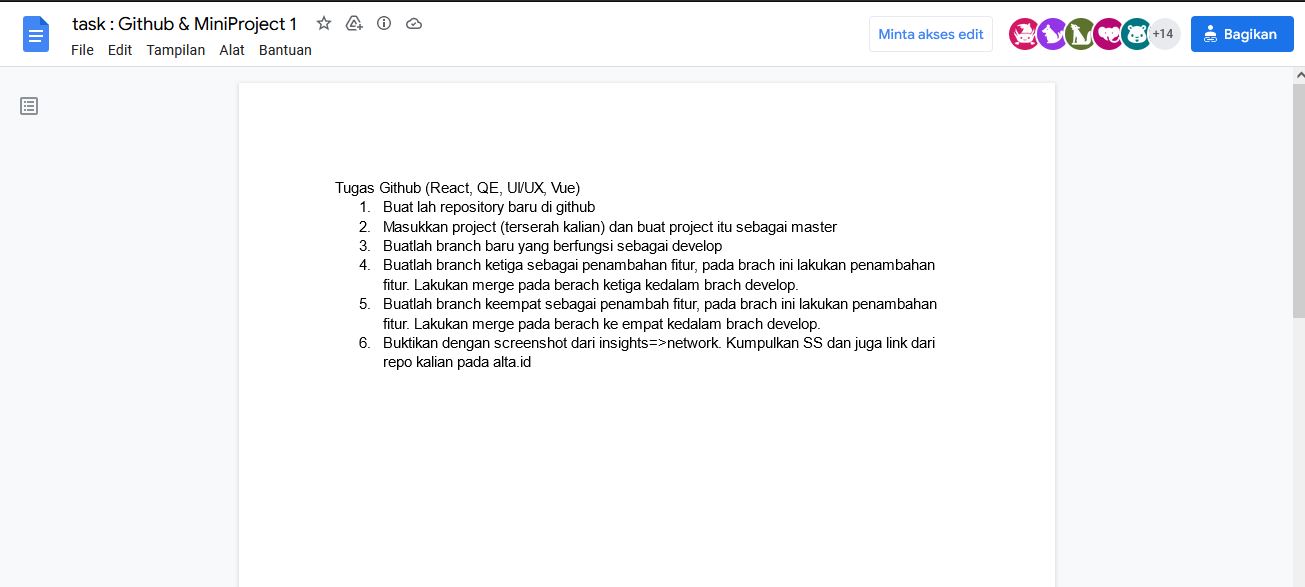 task : Github & MiniProject 1
File Edit Tampilan Alat Bantuan
Minta akses edit
+14
Bagikan
Tugas Github (React, QE, UI/UX, Vue)
1. Buat lah repository baru di github
2. Masukkan project (terserah kalian) dan buat project itu sebagai master
3. Buatlah branch baru yang berfungsi sebagai develop
4. Buatlah branch ketiga sebagai penambahan fitur, pada brach ini lakukan penambahan
fitur. Lakukan merge pada berach ketiga kedalam brach develop.
5. Buatlah branch keempat sebagai penambah fitur, pada brach ini lakukan penambahan
fitur. Lakukan merge pada berach ke empat kedalam brach develop.
6. Buktikan dengan screenshot dari insights=>network. Kumpulkan SS dan juga link dari
repo kalian pada alta.id